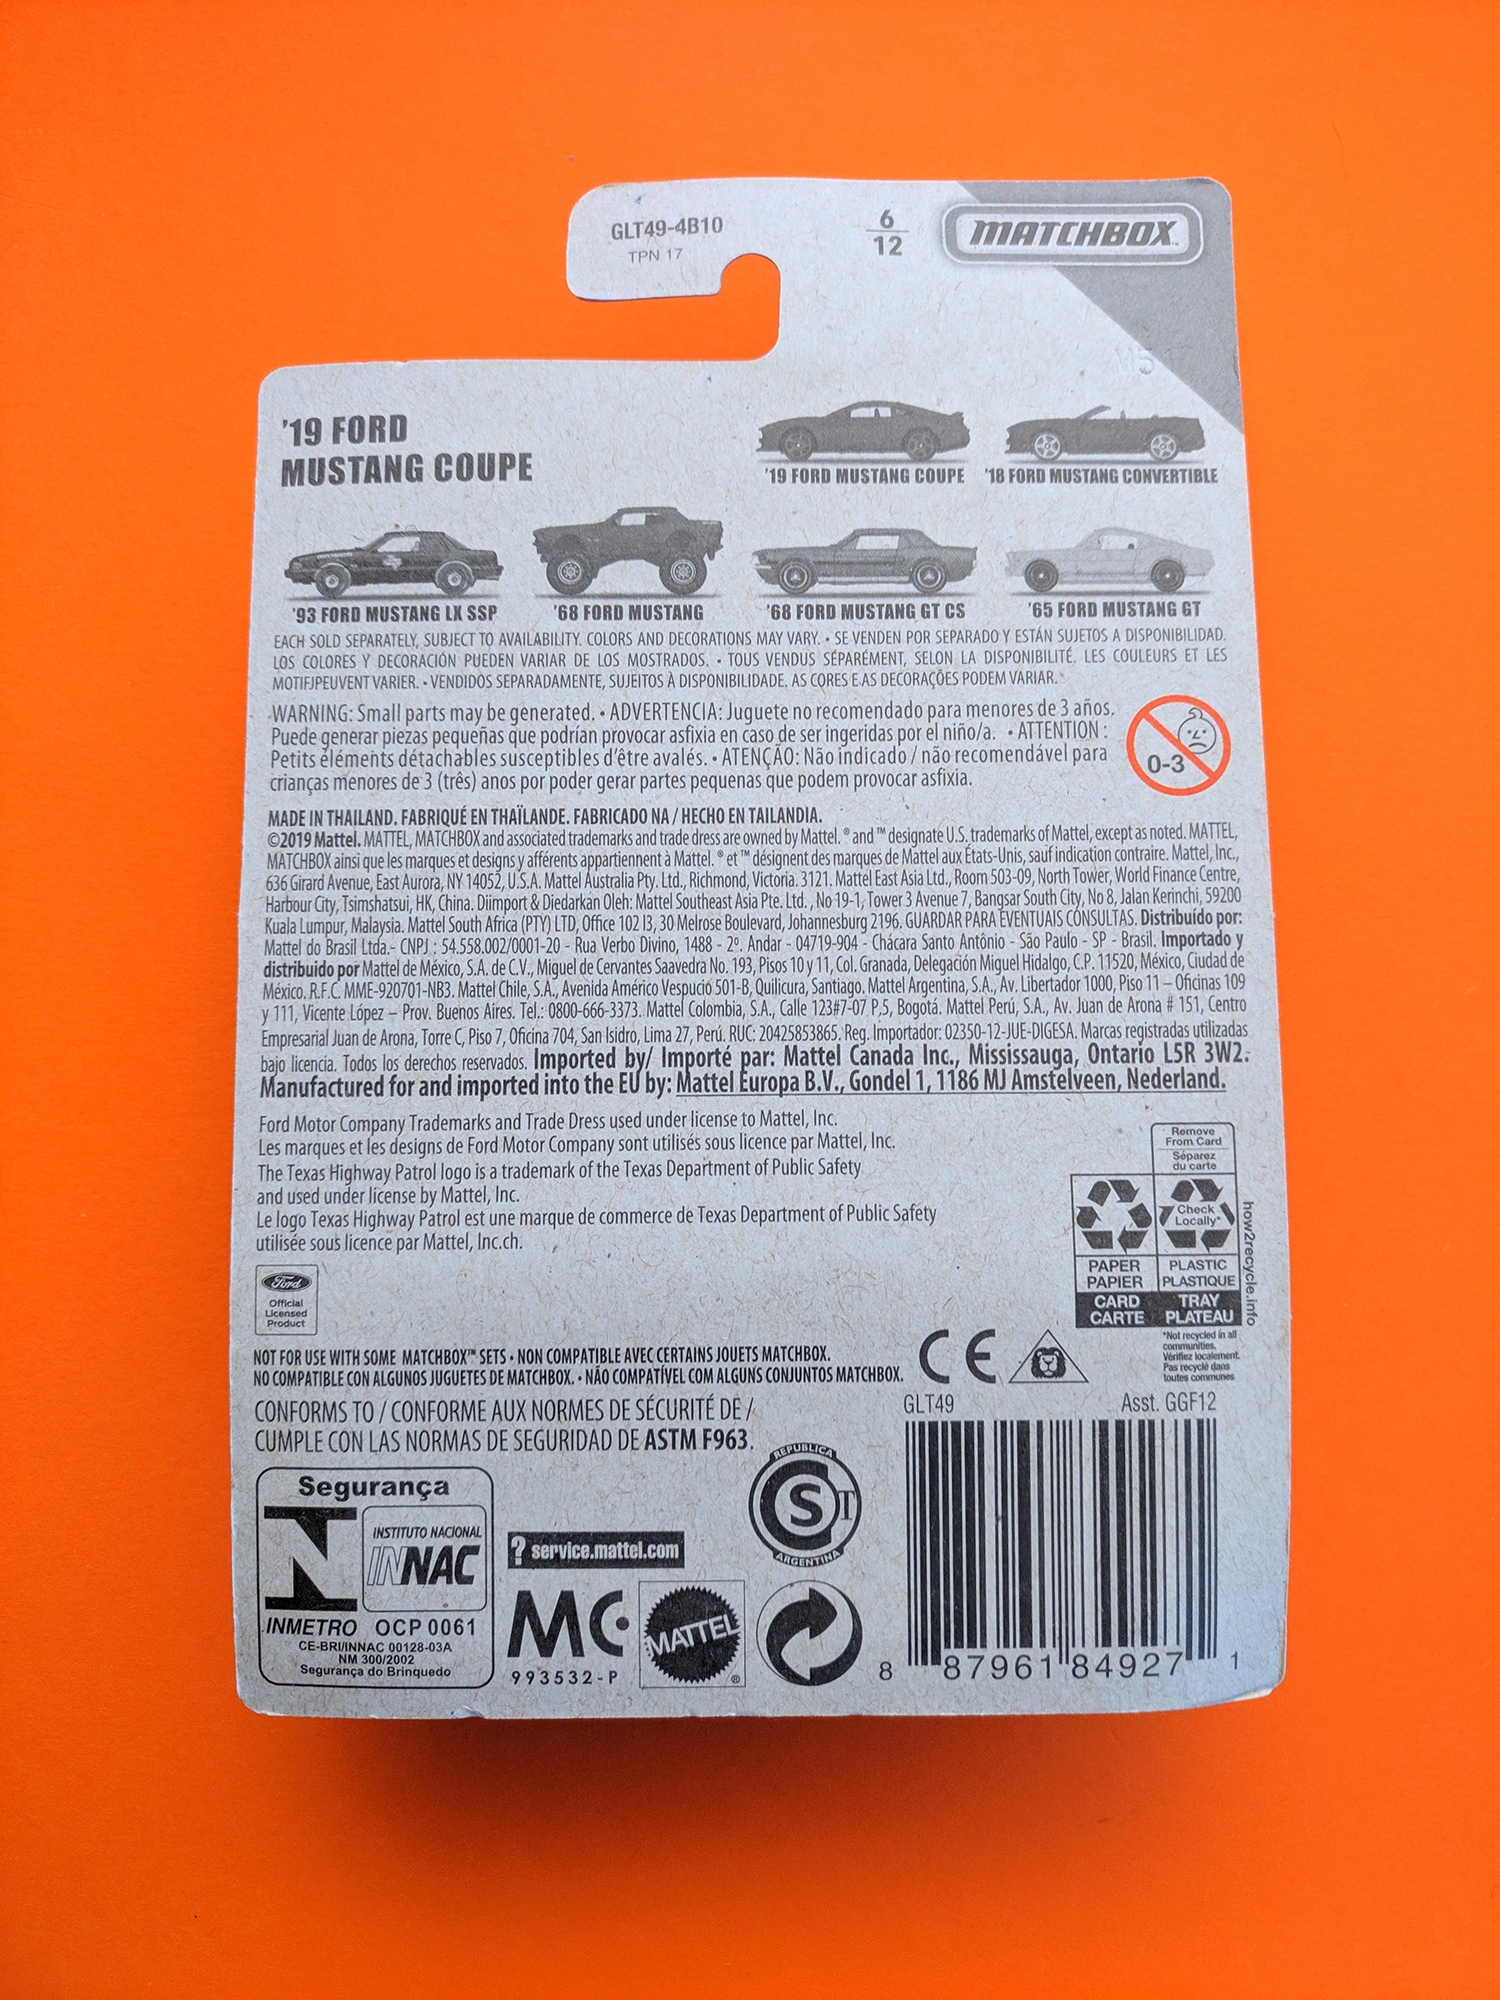 GLT49-4B10
TPN 17
6
12
MATCHBOX™
'19 FORD
MUSTANG COUPE
'19 FORD MUSTANG COUPE
'18 FORD MUSTANG CONVERTIBLE
'93 FORD MUSTANG LX SSP
'68 FORD MUSTANG
'68 FORD MUSTANG GT CS
'65 FORD MUSTANG GT
EACH SOLD SEPARATELY, SUBJECT TO AVAILABILITY. COLORS AND DECORATIONS MAY VARY. • SE VENDEN POR SEPARADO Y ESTÁN SUJETOS A DISPONIBILIDAD.
LOS COLORES Y DECORACIÓN PUEDEN VARIAR DE LOS MOSTRADOS. • TOUS VENDUS SÉPARÉMENT, SELON LA DISPONIBILITÉ. LES COULEURS ET LES
MOTIFJPEUVENT VARIER. • VENDIDOS SEPARADAMENTE, SUJEITOS À DISPONIBILIDADE. AS CORES E AS DECORAÇÕES PODEM VARIAR.
WARNING: Small parts may be generated. • ADVERTENCIA: Juguete no recomendado para menores de 3 años.
Puede generar piezas pequeñas que podrían provocar asfixia en caso de ser ingeridas por el niño/a. • ATTENTION :
Petits éléments détachables susceptibles d'être avalés. • ATENÇÃO: Não indicado / não recomendável para
crianças menores de 3 (três) anos por poder gerar partes pequenas que podem provocar asfixia.
0-3
MADE IN THAILAND. FABRIQUÉ EN THAÏLANDE. FABRICADO NA / HECHO EN TAILANDIA.
©2019 Mattel. MATTEL, MATCHBOX and associated trademarks and trade dress are owned by Mattel. ® and ™ designate U.S. trademarks of Mattel, except as noted. MATTEL,
MATCHBOX ainsi que les marques et designs y afférents appartiennent à Mattel. ® et ™ désignent des marques de Mattel aux États-Unis, sauf indication contraire. Mattel, Inc.,
636 Girard Avenue, East Aurora, NY 14052, U.S.A. Mattel Australia Pty. Ltd., Richmond, Victoria. 3121. Mattel East Asia Ltd., Room 503-09, North Tower, World Finance Centre,
Harbour City, Tsimshatsui, HK, China. Diimport & Diedarkan Oleh: Mattel Southeast Asia Pte. Ltd., No 19-1, Tower 3 Avenue 7, Bangsar South City, No 8, Jalan Kerinchi, 59200
Kuala Lumpur, Malaysia. Mattel South Africa (PTY) LTD, Office 102 I3, 30 Melrose Boulevard, Johannesburg 2196. GUARDAR PARA EVENTUAIS CONSULTAS. Distribuído por:
Mattel do Brasil Ltda.- CNPJ : 54.558.002/0001-20 - Rua Verbo Divino, 1488 - 2º. Andar - 04719-904 - Chácara Santo Antônio - São Paulo - SP - Brasil. Importado y
distribuido por Mattel de México, S.A. de C.V., Miguel de Cervantes Saavedra No. 193, Pisos 10 y 11, Col. Granada, Delegación Miguel Hidalgo, C.P. 11520, México, Ciudad de
México. R.F.C. MME-920701-NB3. Mattel Chile, S.A., Avenida Américo Vespucio 501-B, Quilicura, Santiago. Mattel Argentina, S.A., Av. Libertador 1000, Piso 11 – Oficinas 109
y 111, Vicente López – Prov. Buenos Aires. Tel.: 0800-666-3373. Mattel Colombia, S.A., Calle 123#7-07 P.5, Bogotá. Mattel Perú, S.A., Av. Juan de Arona # 151, Centro
Empresarial Juan de Arona, Torre C, Piso 7, Oficina 704, San Isidro, Lima 27, Perú. RUC: 20425853865. Reg. Importador: 02350-12-JUE-DIGESA. Marcas registradas utilizadas
bajo licencia. Todos los derechos reservados. Imported by/ Importé par: Mattel Canada Inc., Mississauga, Ontario L5R 3W2.
Manufactured for and imported into the EU by: Mattel Europa B.V., Gondel 1, 1186 MJ Amstelveen, Nederland.
Ford Motor Company Trademarks and Trade Dress used under license to Mattel, Inc.
Les marques et les designs de Ford Motor Company sont utilisés sous licence par Mattel, Inc.
The Texas Highway Patrol logo is a trademark of the Texas Department of Public Safety
and used under license by Mattel, Inc.
Le logo Texas Highway Patrol est une marque de commerce de Texas Department of Public Safety
utilisée sous licence par Mattel, Inc.ch.
Remove
From Card
Séparez
du carte
Check
Locally*
PAPER
PAPIER
PLASTIC
PLASTIQUE
CARD
CARTE
TRAY
PLATEAU
how2recycle.info
*Not recycled in all
communities.
Vérifiez localement.
Pas recyclé dans
toutes communes
Ford
Official
Licensed
Product
NOT FOR USE WITH SOME MATCHBOX™ SETS • NON COMPATIBLE AVEC CERTAINS JOUETS MATCHBOX.
NO COMPATIBLE CON ALGUNOS JUGUETES DE MATCHBOX. • NÃO COMPATÍVEL COM ALGUNS CONJUNTOS MATCHBOX.
CE
CONFORMS TO / CONFORME AUX NORMES DE SÉCURITÉ DE /
CUMPLE CON LAS NORMAS DE SEGURIDAD DE ASTM F963.
GLT49
Asst. GGF12
Segurança
INSTITUTO NACIONAL
INNAC
INMETRO OCP 0061
CE-BRI/INNAC 00128-03A
NM 300/2002
Segurança do Brinquedo
? service.mattel.com
MC
993532-P
MATTEL
®
REPUBLICA
S
T
ARGENTINA
8 87961 84927 1